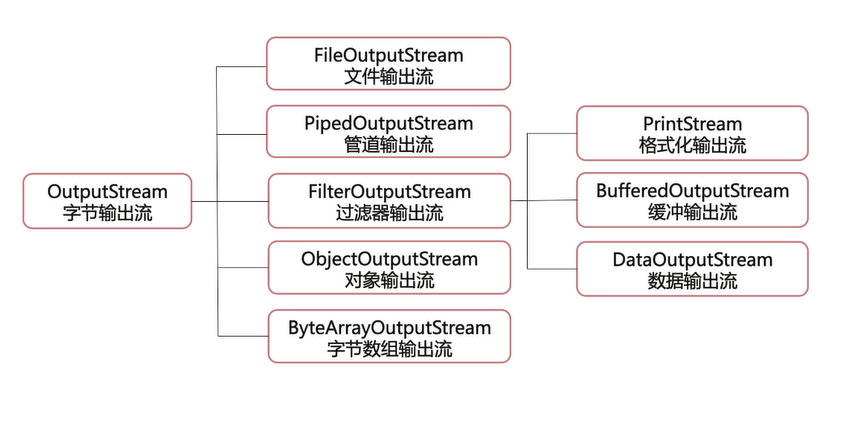 OutputStream
字节输出流
FileOutputStream
文件输出流
PipedOutputStream
管道输出流
FilterOutputStream
过滤器输出流
ObjectOutputStream
对象输出流
ByteArrayOutputStream
字节数组输出流
PrintStream
格式化输出流
BufferedOutputStream
缓冲输出流
DataOutputStream
数据输出流